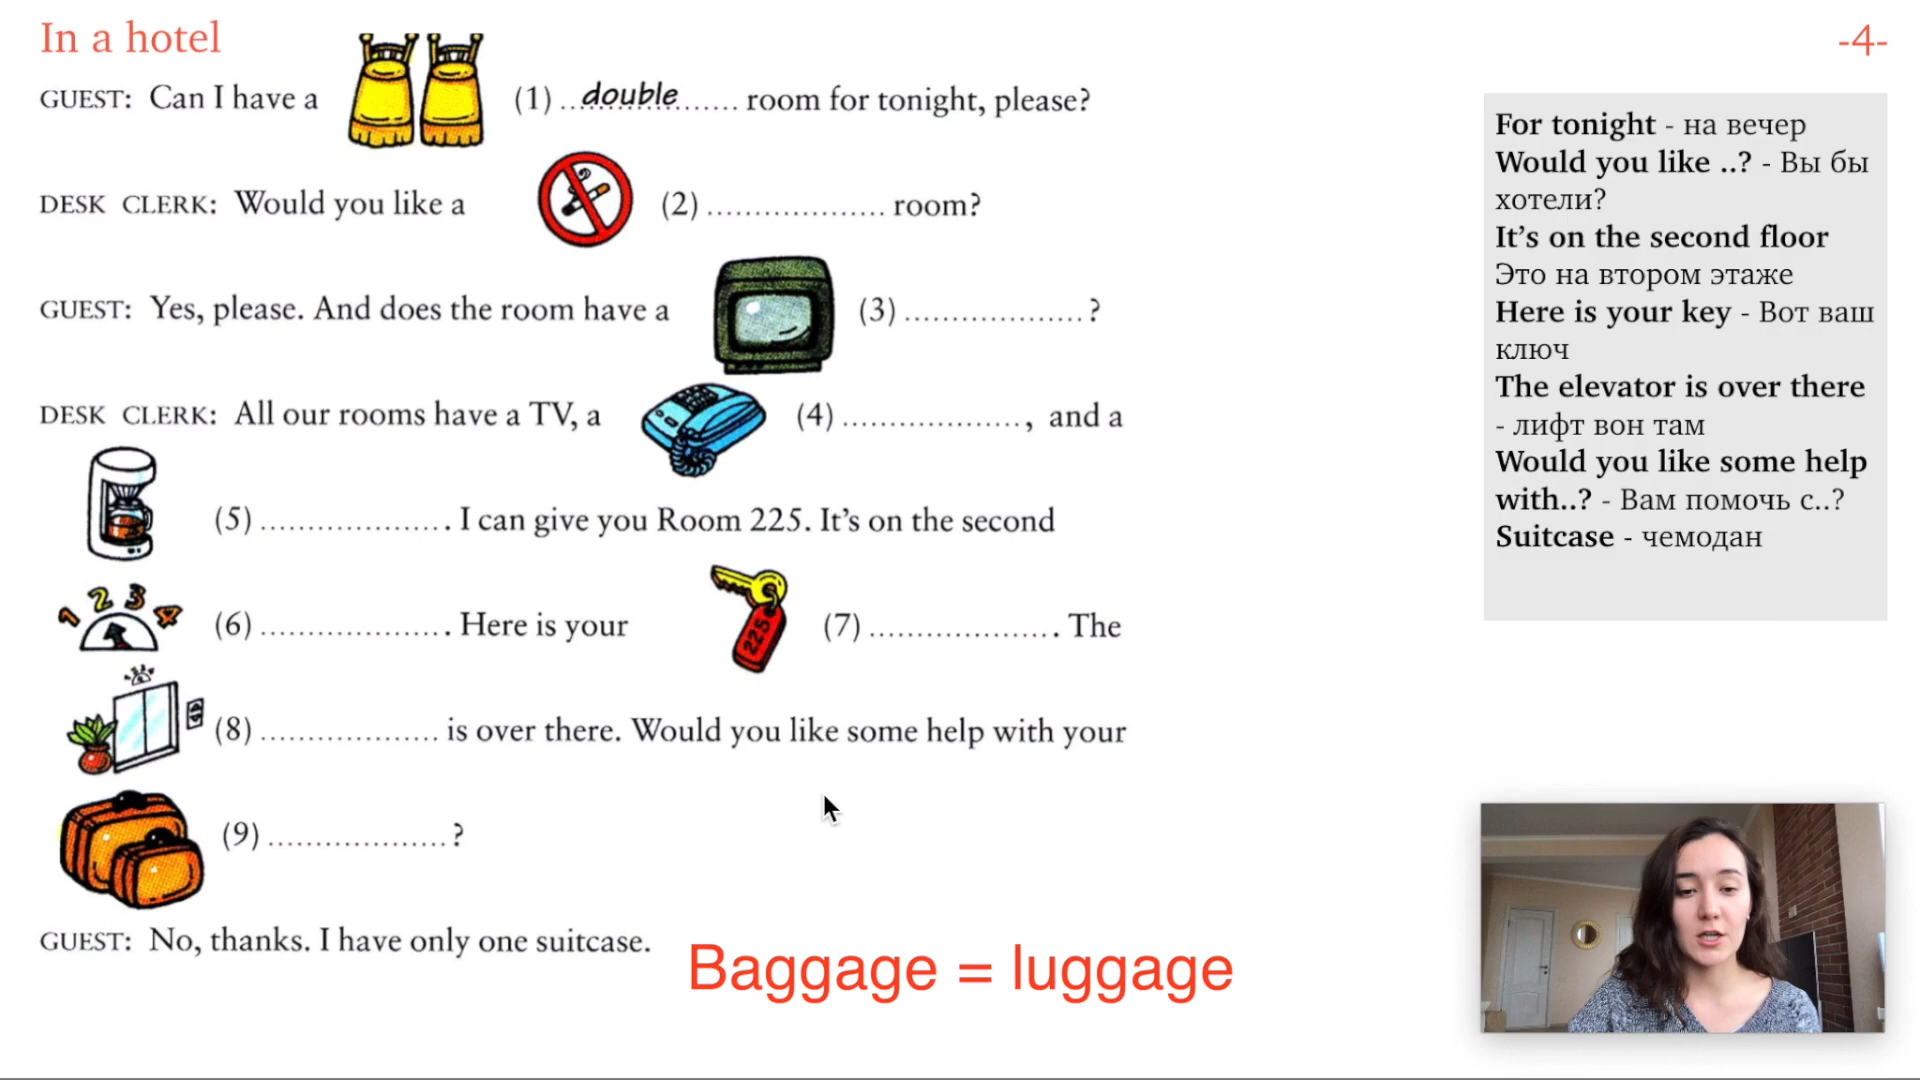 In a hotel
-4-
GUEST: Can I have a (1) ..double....... room for tonight, please?
DESK CLERK: Would you like a (2) ................... room?
GUEST: Yes, please. And does the room have a (3) ................... ?
DESK CLERK: All our rooms have a TV, a (4) ..................., and a
(5) ................... . I can give you Room 225. It's on the second
1 2 3 4
(6) ................... . Here is your 225 (7) ................... . The
(8) ................... is over there. Would you like some help with your
(9) ................... ?
GUEST: No, thanks. I have only one suitcase.
Baggage = luggage
For tonight - на вечер
Would you like ..? - Вы бы
хотели?
It’s on the second floor
Это на втором этаже
Here is your key - Вот ваш
ключ
The elevator is over there
- лифт вон там
Would you like some help
with..? - Вам помочь с..?
Suitcase - чемодан